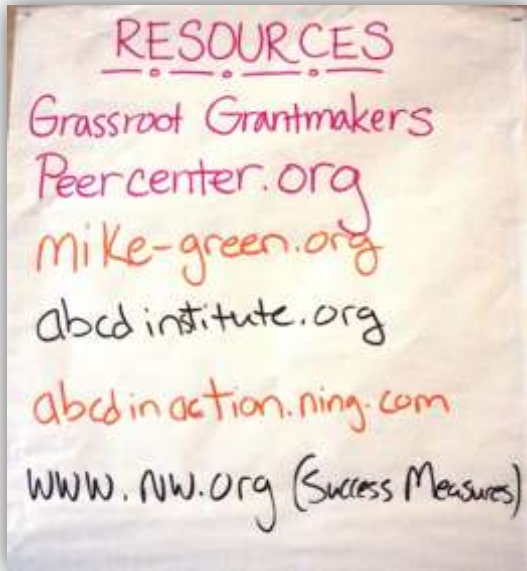 RESOURCES
Grassroot Grantmakers
Peercenter.org
mike-green.org
abcdinstitute.org
abcdinaction.ning.com
www.nw.org (Success Measures)